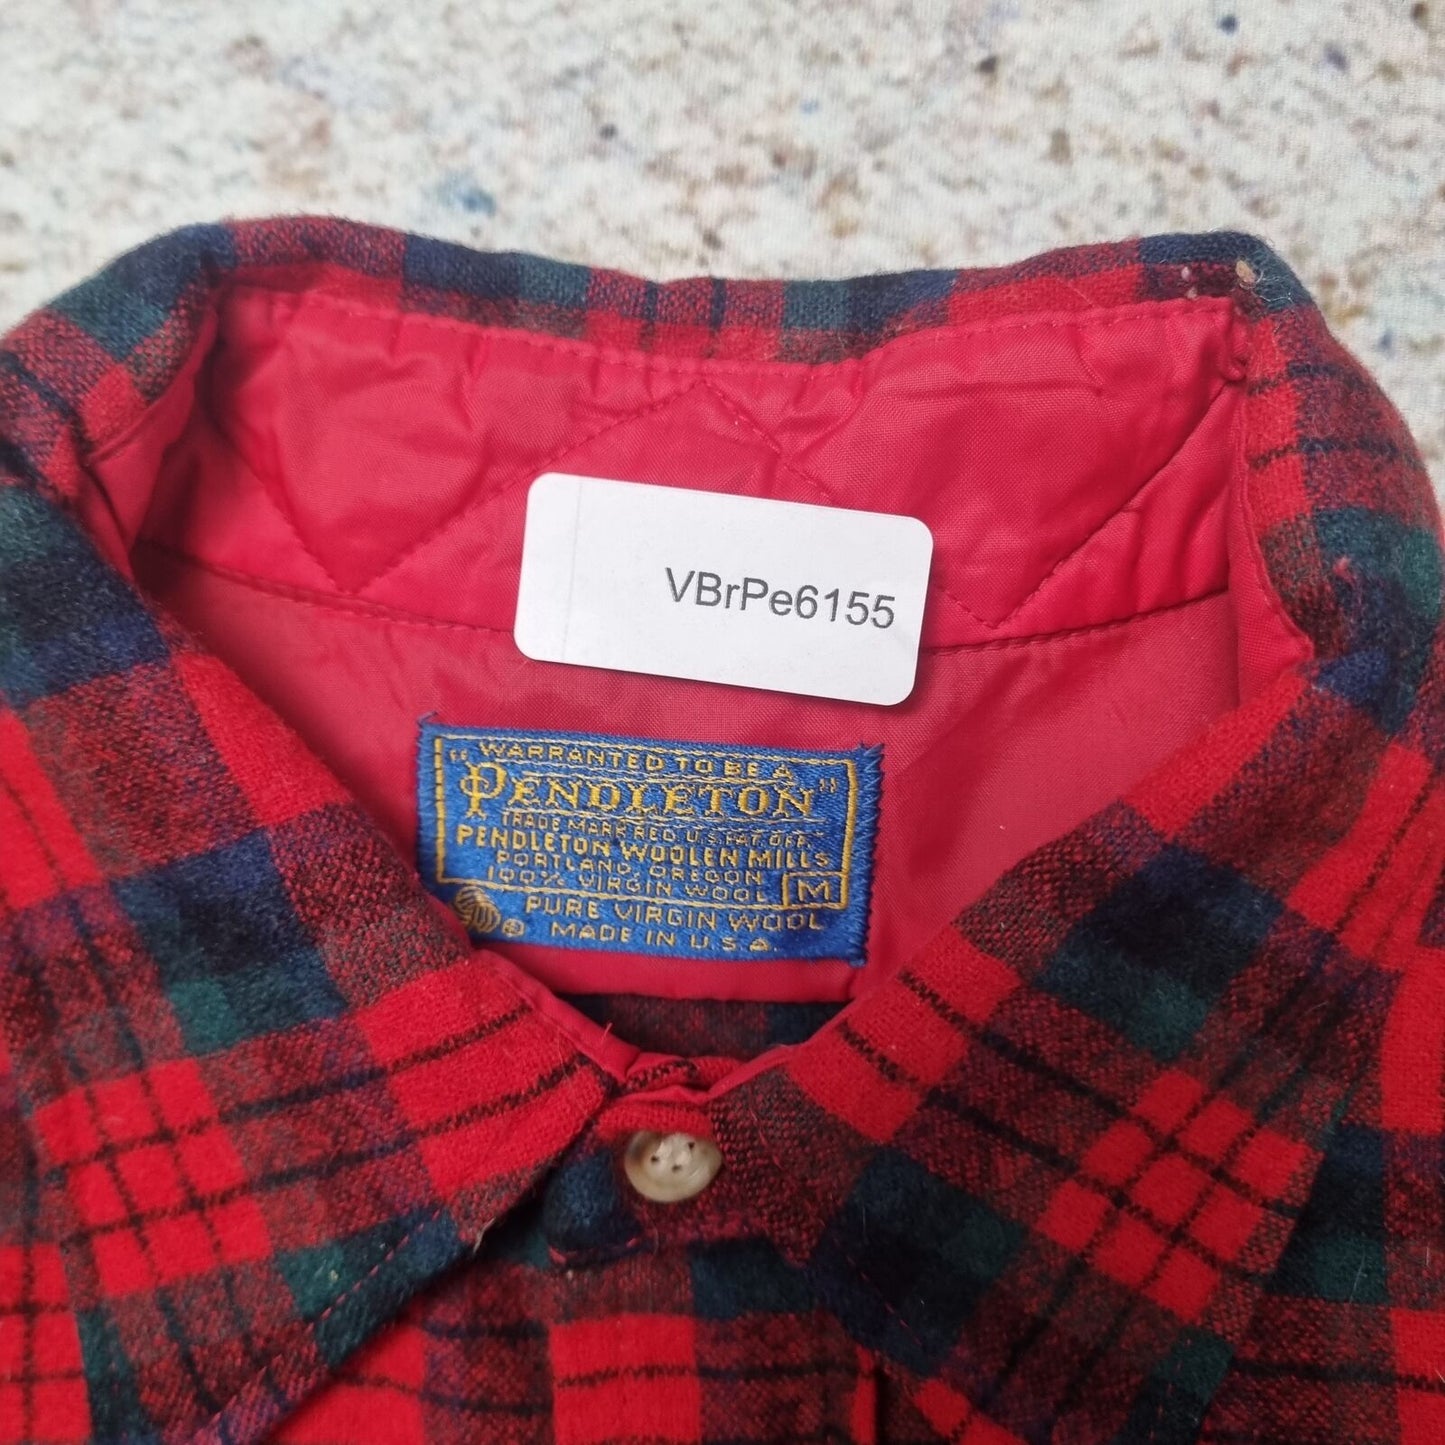 VBrPe6155
"WARRANTED TO BE A
PENDLETON"
TRADE MARK REG. U.S. PAT. OFF.
PENDLETON WOOLEN MILLS
PORTLAND, OREGON
100% VIRGIN WOOL M
® PURE VIRGIN WOOL
MADE IN U.S.A.